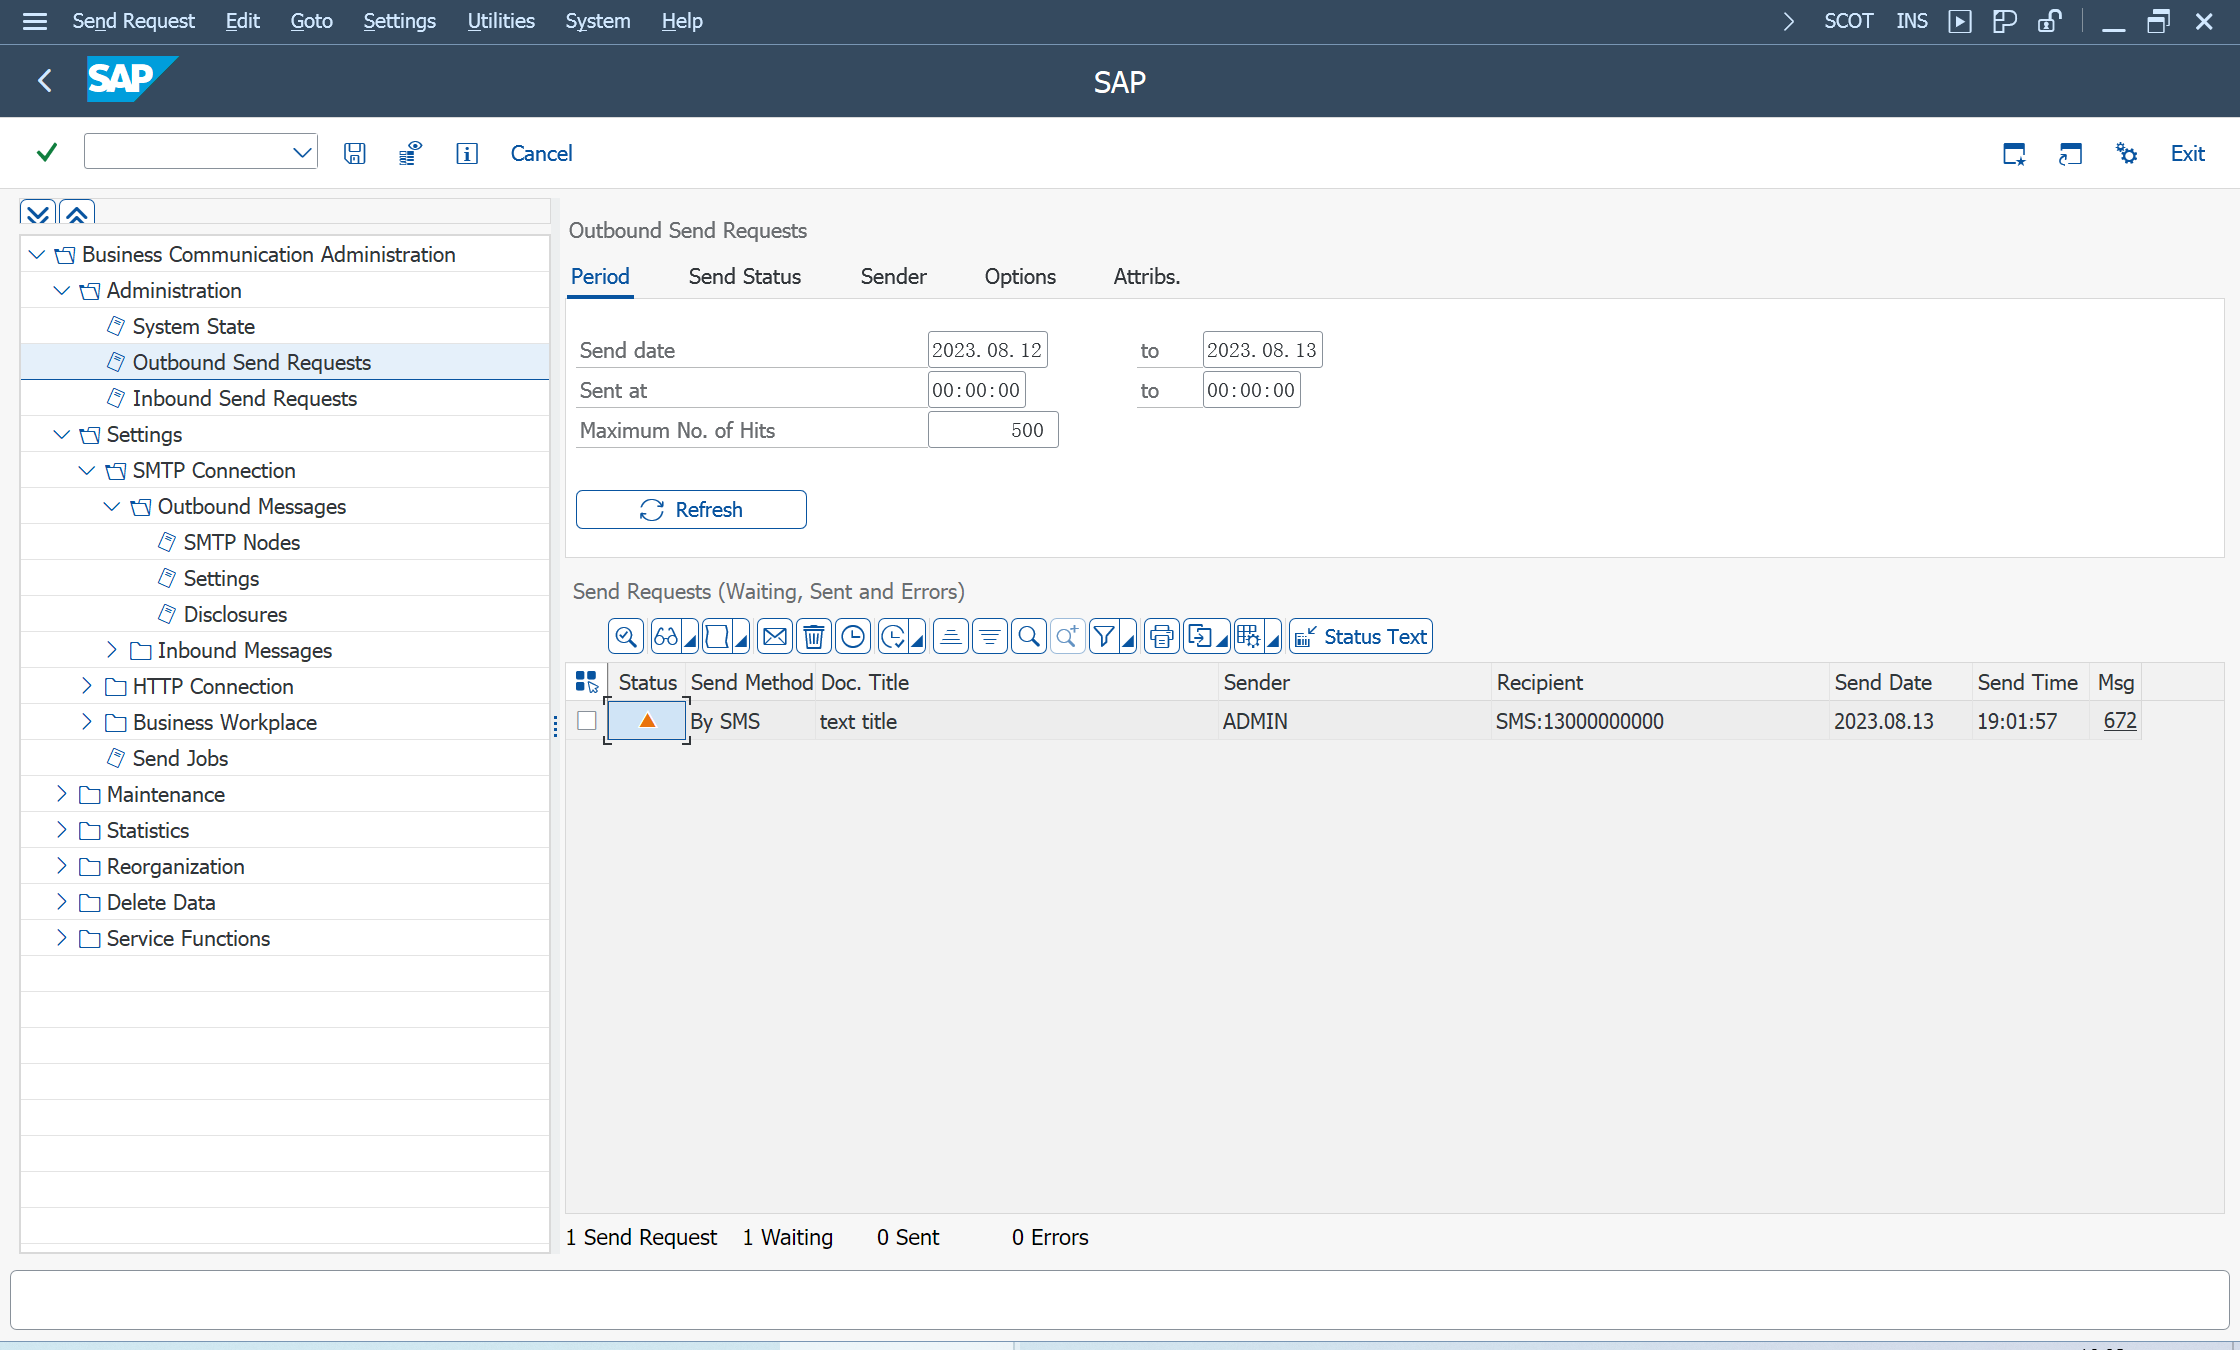 Send Request Edit Goto Settings Utilities System Help SCOT INS
SAP SAP
Cancel Exit
Business Communication Administration
Administration
System State
Outbound Send Requests
Inbound Send Requests
Settings
SMTP Connection
Outbound Messages
SMTP Nodes
Settings
Disclosures
Inbound Messages
HTTP Connection
Business Workplace
Send Jobs
Maintenance
Statistics
Reorganization
Delete Data
Service Functions
Outbound Send Requests
Period Send Status Sender Options Attribs.
Send date 2023.08.12 to 2023.08.13
Sent at 00:00:00 to 00:00:00
Maximum No. of Hits 500
Refresh
Send Requests (Waiting, Sent and Errors)
Status Text
Status Send Method Doc. Title Sender Recipient Send Date Send Time Msg
By SMS text title ADMIN SMS:13000000000 2023.08.13 19:01:57 672
1 Send Request 1 Waiting 0 Sent 0 Errors